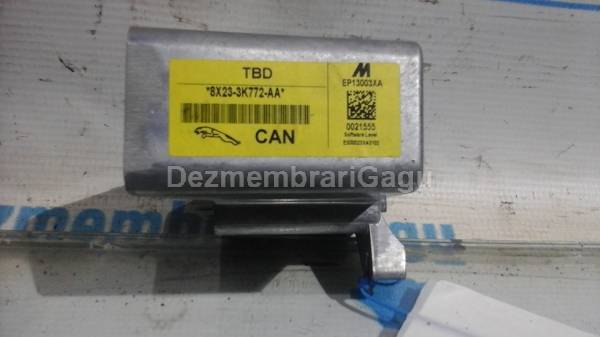 TBD
*8X23-3K772-AA*
CAN
M
EP13003XA
0021555
Software Level
DezmembrariGagu